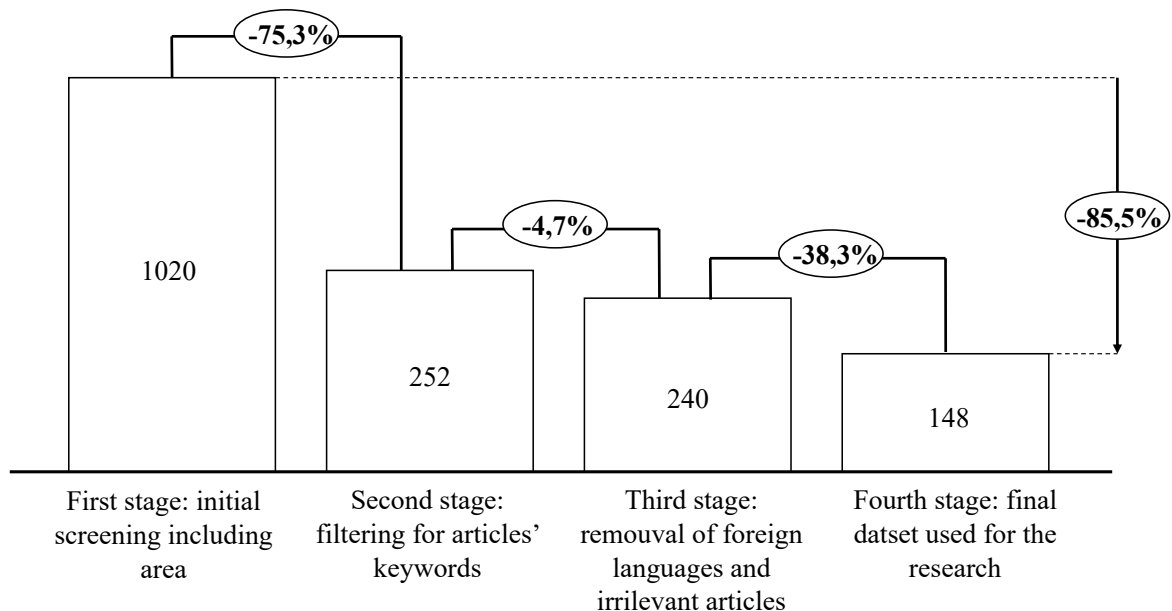 -75,3%
-4,7%
-38,3%
-85,5%
1020
252
240
148
First stage: initial
screening including
area
Second stage:
filtering for articles’
keywords
Third stage:
remouval of foreign
languages and
irrilevant articles
Fourth stage: final
datset used for the
research